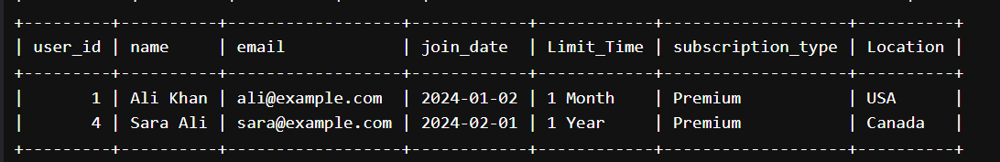 +---------+----------+------------------+------------+------------+-------------------+----------+
| user_id | name     | email            | join_date  | Limit_Time | subscription_type | Location |
+---------+----------+------------------+------------+------------+-------------------+----------+
|       1 | Ali Khan | ali@example.com  | 2024-01-02 | 1 Month    | Premium           | USA      |
|       4 | Sara Ali | sara@example.com | 2024-02-01 | 1 Year     | Premium           | Canada   |
+---------+----------+------------------+------------+------------+-------------------+----------+